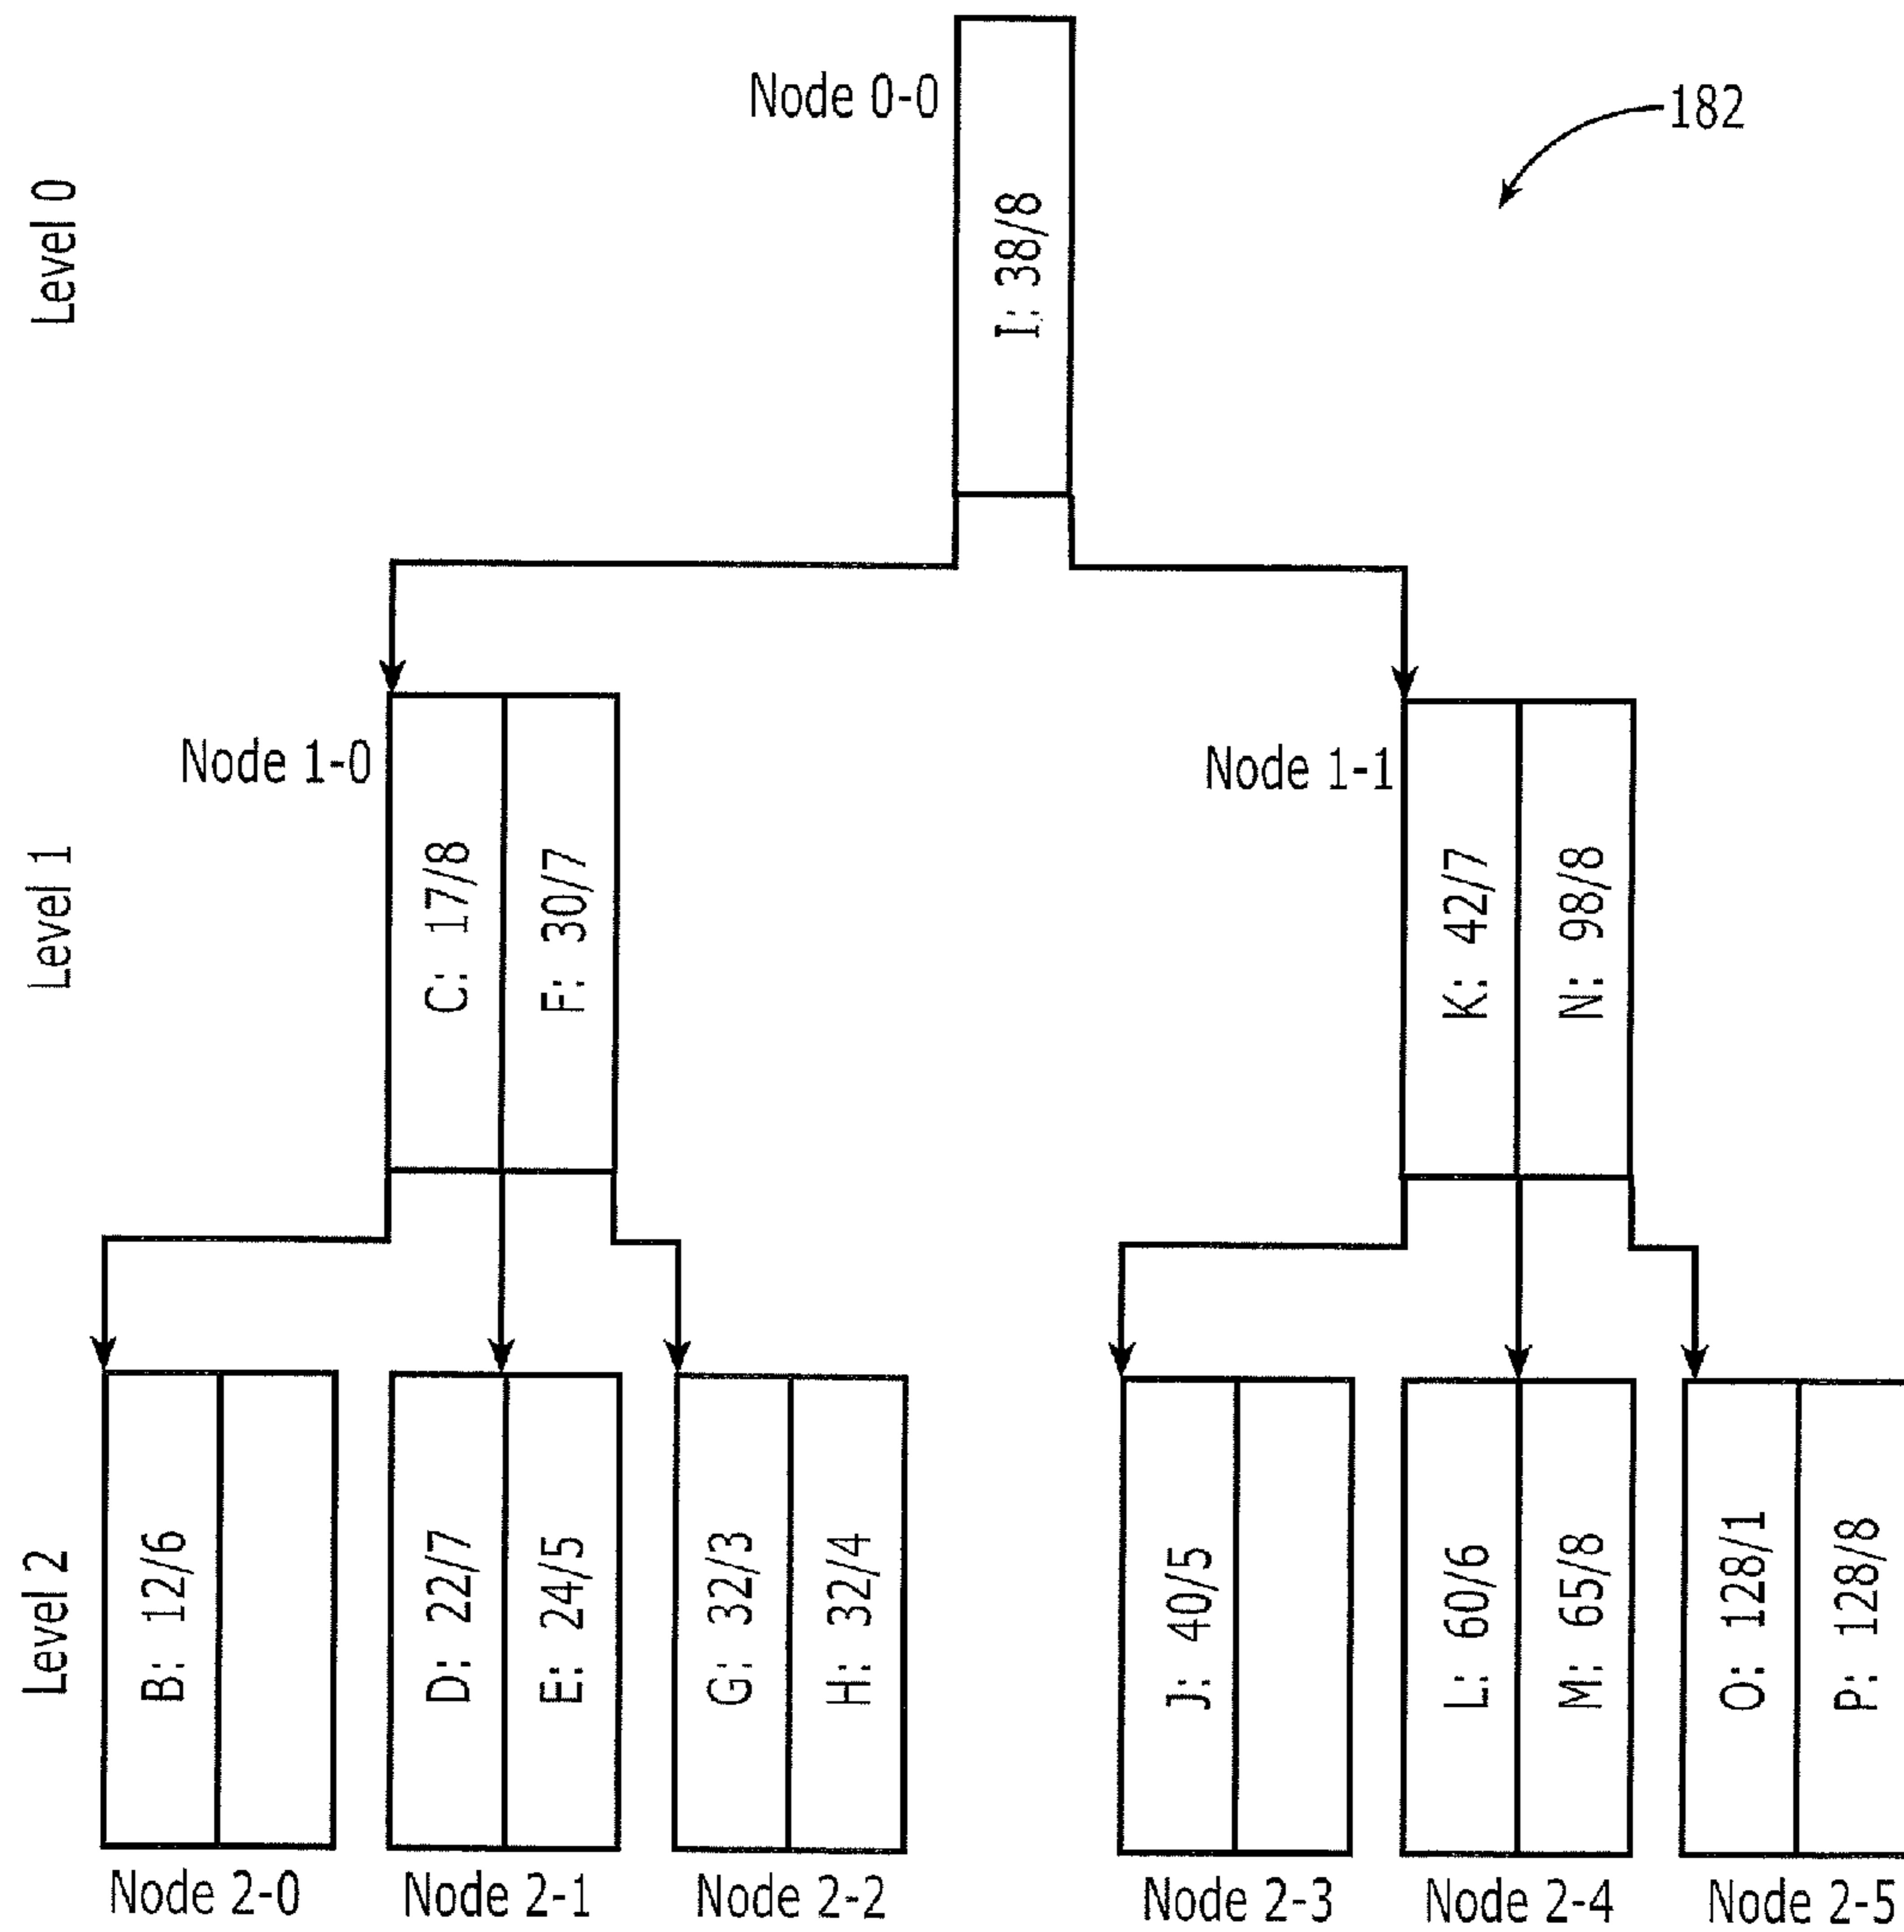 182
Level 0
Node 0-0
I: 38/8
Level 1
Node 1-0
C: 17/8
F: 30/7
Node 1-1
K: 42/7
N: 98/8
Level 2
B: 12/6
Node 2-0
D: 22/7
E: 24/5
Node 2-1
G: 32/3
H: 32/4
Node 2-2
J: 40/5
Node 2-3
L: 60/6
M: 65/8
Node 2-4
O: 128/1
P: 128/8
Node 2-5